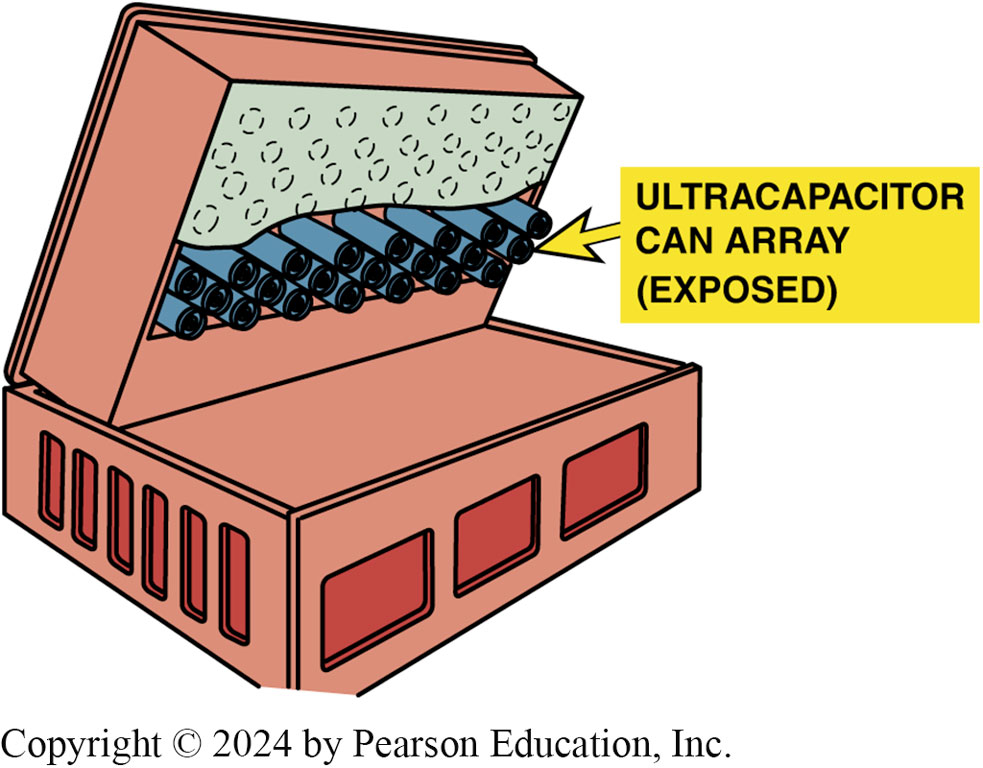 ULTRACAPACITOR
CAN ARRAY
(EXPOSED)
Copyright © 2024 by Pearson Education, Inc.